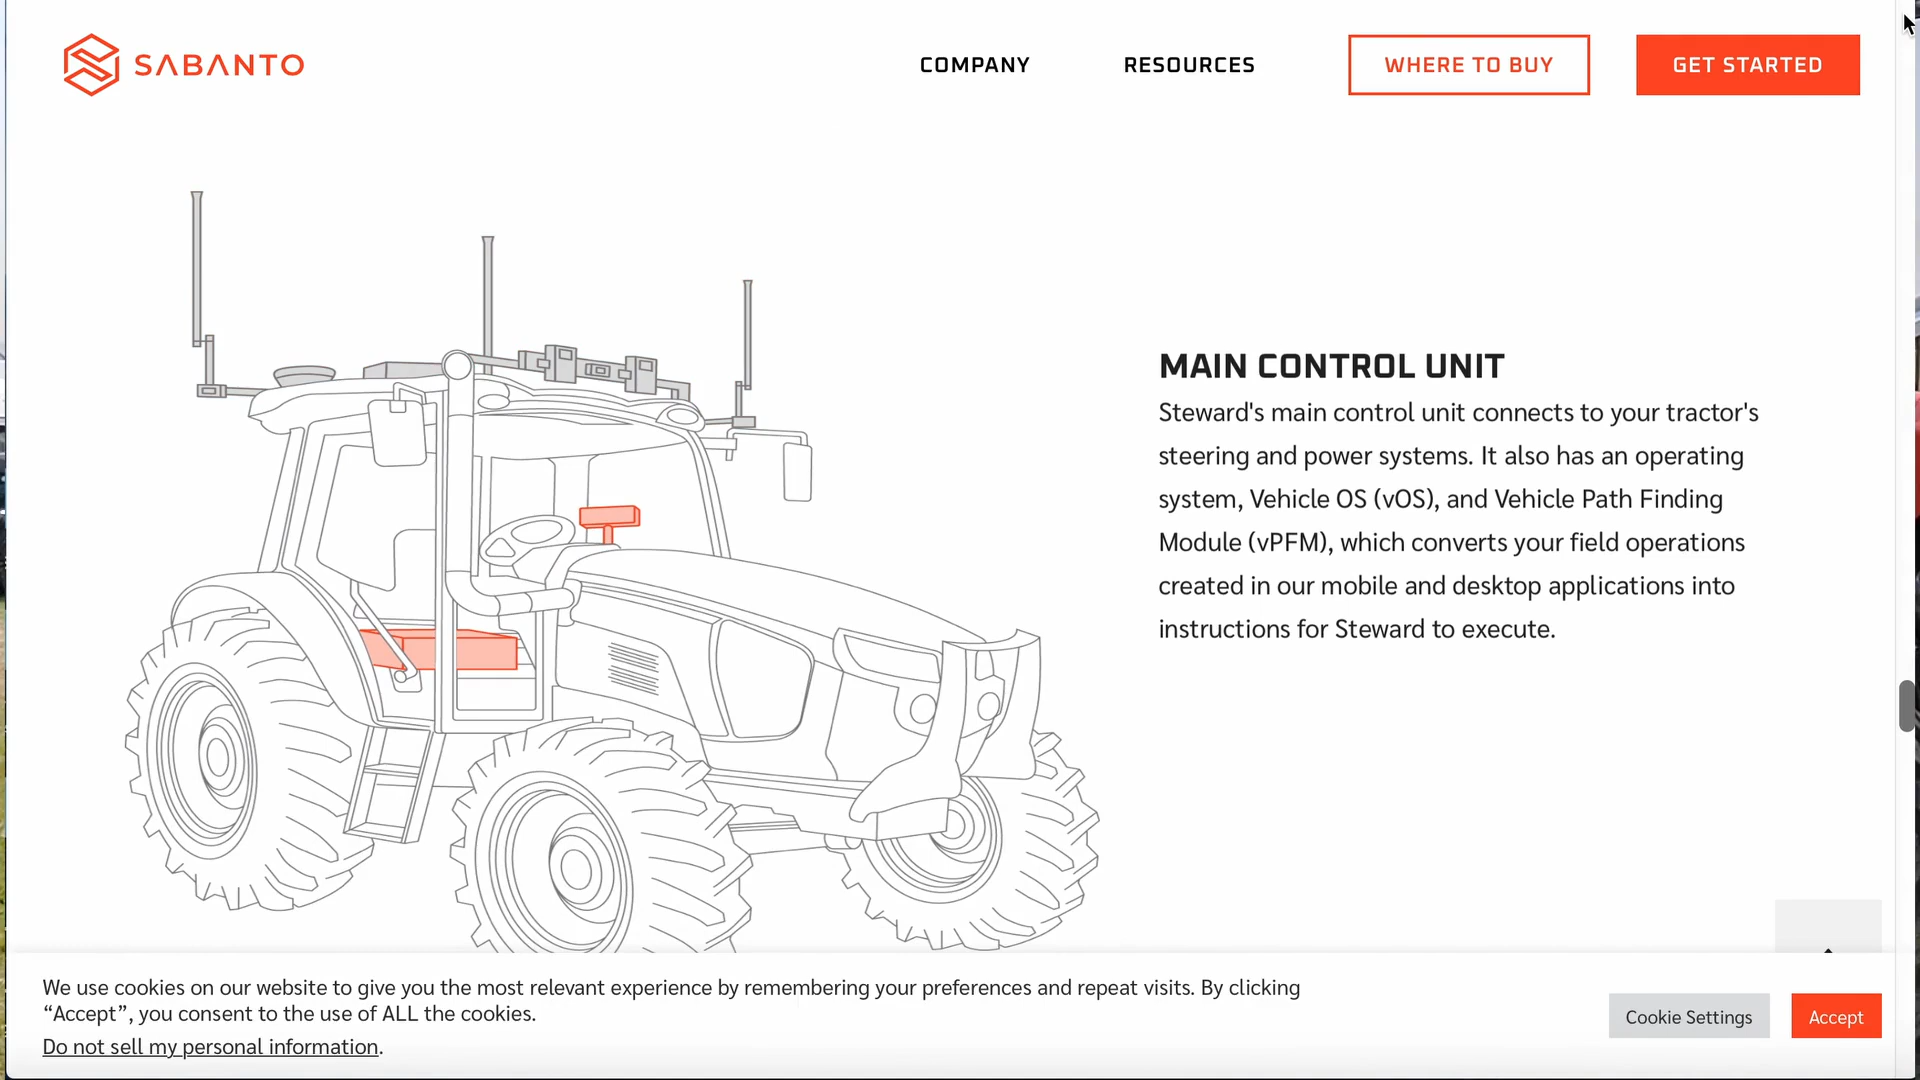 SABANTO
COMPANY
RESOURCES
WHERE TO BUY
GET STARTED
MAIN CONTROL UNIT
Steward's main control unit connects to your tractor's
steering and power systems. It also has an operating
system, Vehicle OS (vOS), and Vehicle Path Finding
Module (vPFM), which converts your field operations
created in our mobile and desktop applications into
instructions for Steward to execute.
We use cookies on our website to give you the most relevant experience by remembering your preferences and repeat visits. By clicking
“Accept”, you consent to the use of ALL the cookies.
Do not sell my personal information.
Cookie Settings
Accept